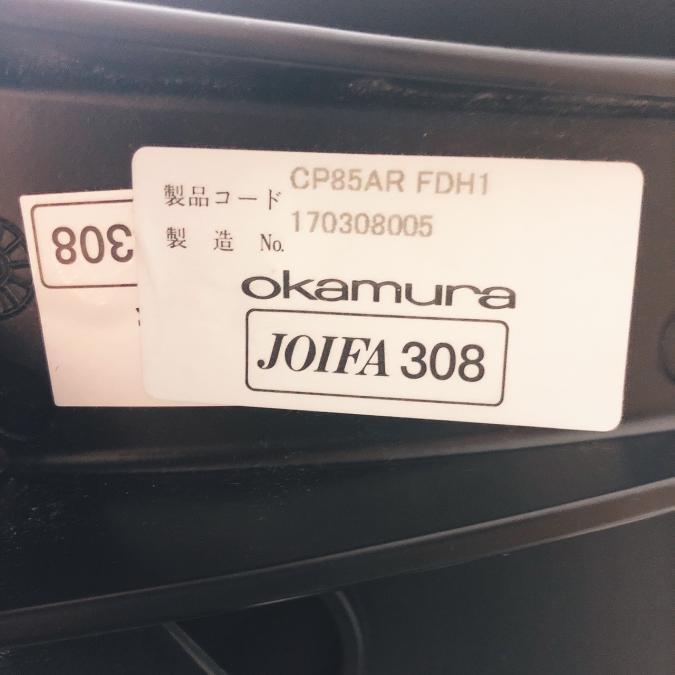 製品コード CP85AR FDH1
製 造 No. 170308005
okamura
JOIFA 308
308